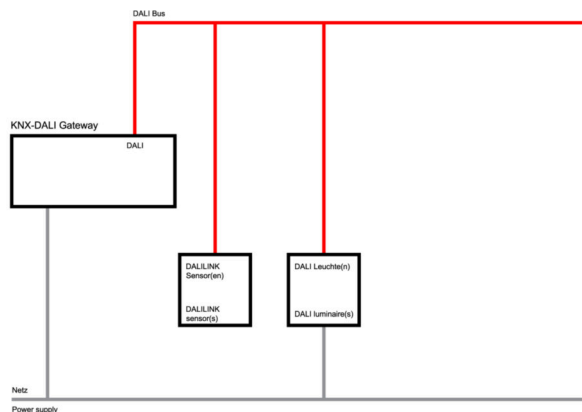 DALI Bus
KNX-DALI Gateway
DALI
DALILINK
Sensor(en)
DALILINK
sensor(s)
DALI Leuchte(n)
DALI luminaire(s)
Netz
Power supply